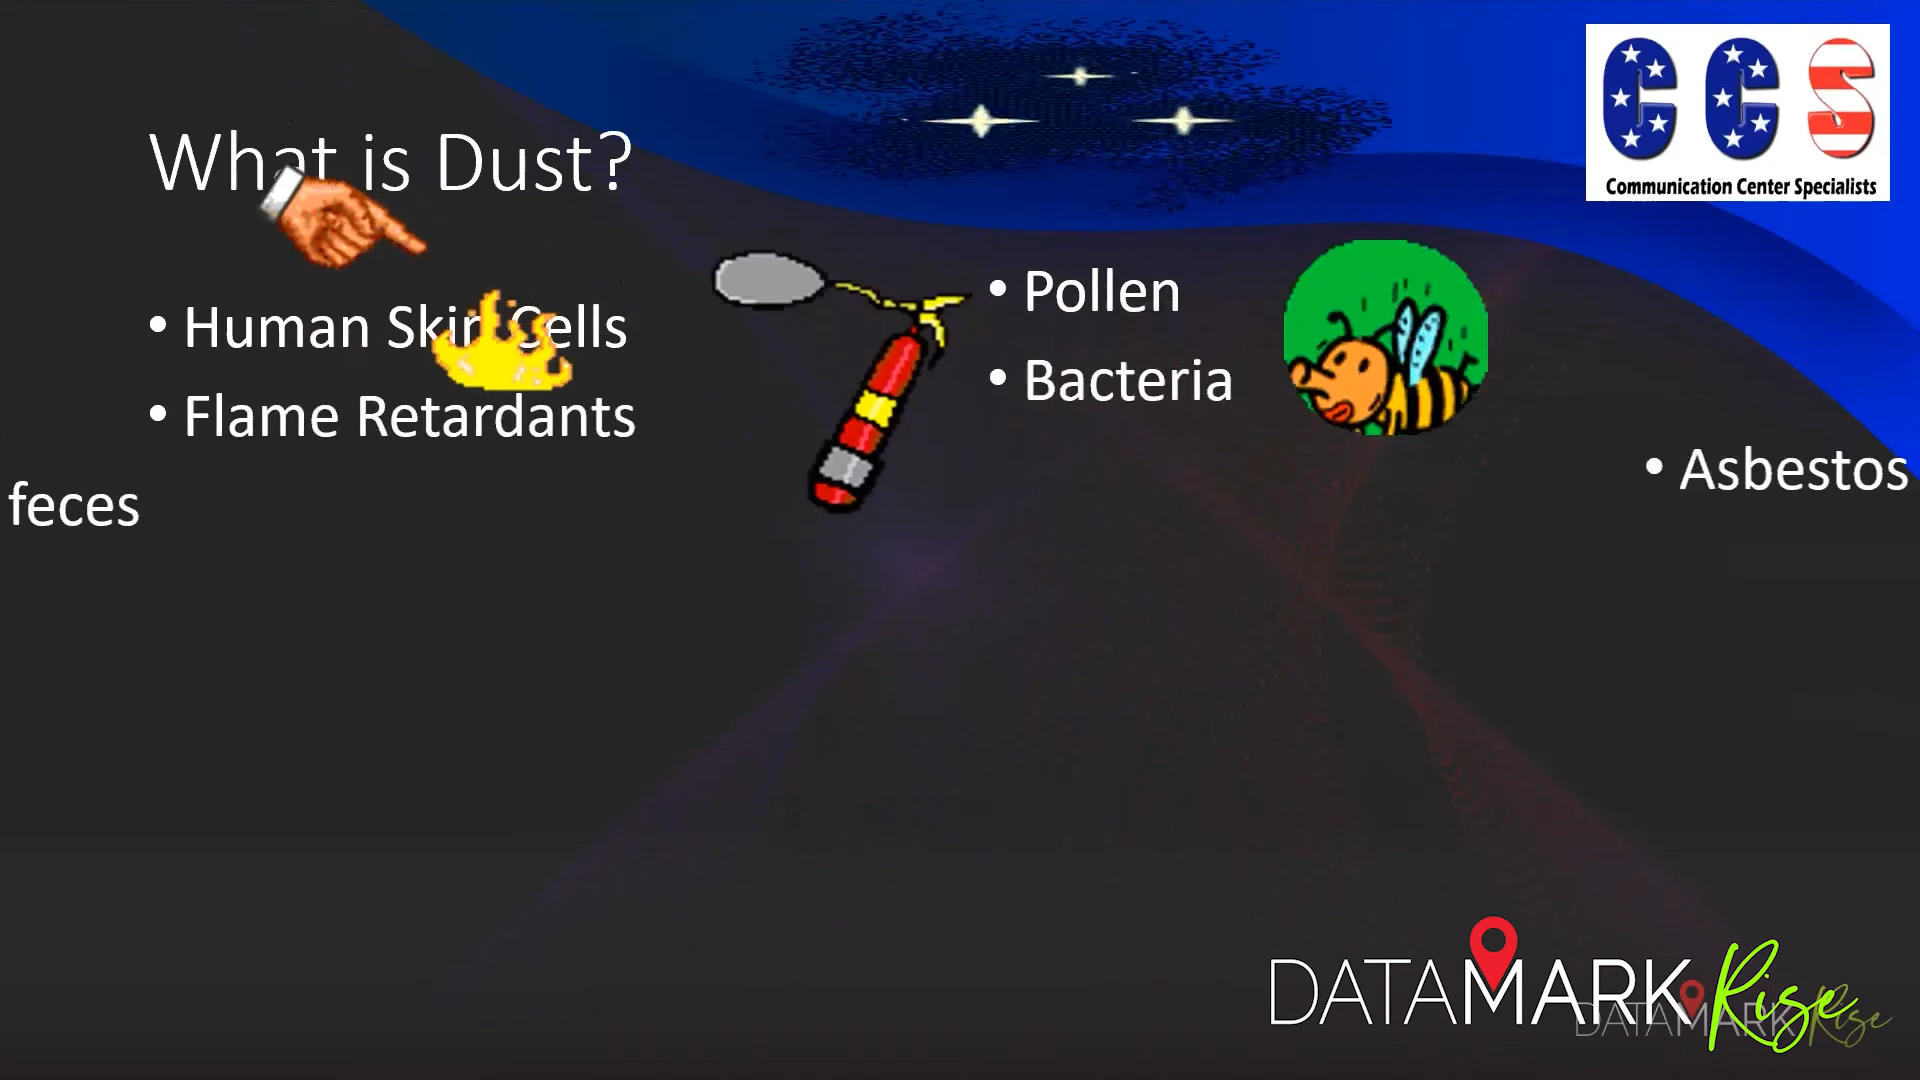 CCS
Communication Center Specialists
What is Dust?
• Human Skin Cells
• Flame Retardants
feces
• Pollen
• Bacteria
• Asbestos
DATAMARK Rise
DATAMARK Rise